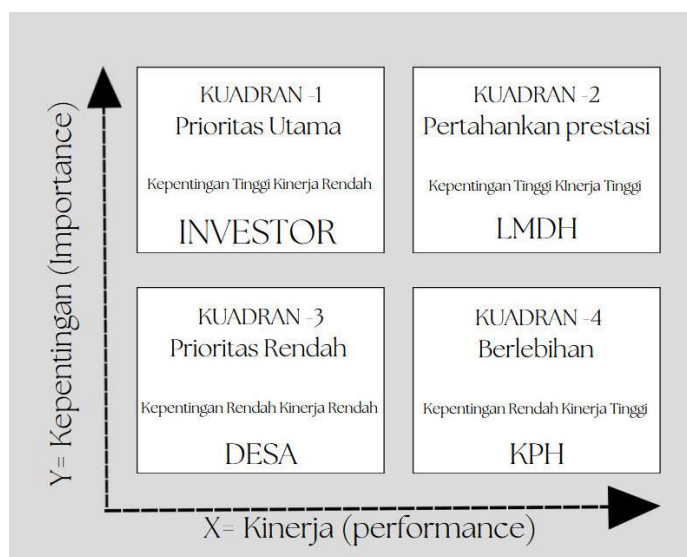 Y= Kepentingan (Importance)
KUADRAN -1
Prioritas Utama
Kepentingan Tinggi Kinerja Rendah
INVESTOR
KUADRAN -2
Pertahankan prestasi
Kepentingan Tinggi KInerja Tinggi
LMDH
KUADRAN -3
Prioritas Rendah
Kepentingan Rendah Kinerja Rendah
DESA
KUADRAN -4
Berlebihan
Kepentingan Rendah Kinerja Tinggi
KPH
X= Kinerja (performance)